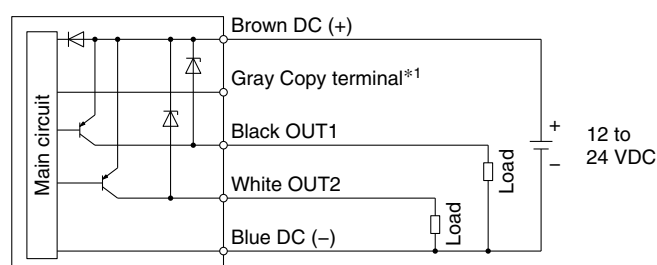 Brown DC (+)
Gray Copy terminal*1
Black OUT1
White OUT2
Blue DC (−)
Main circuit
Load
Load
+
−
12 to
24 VDC